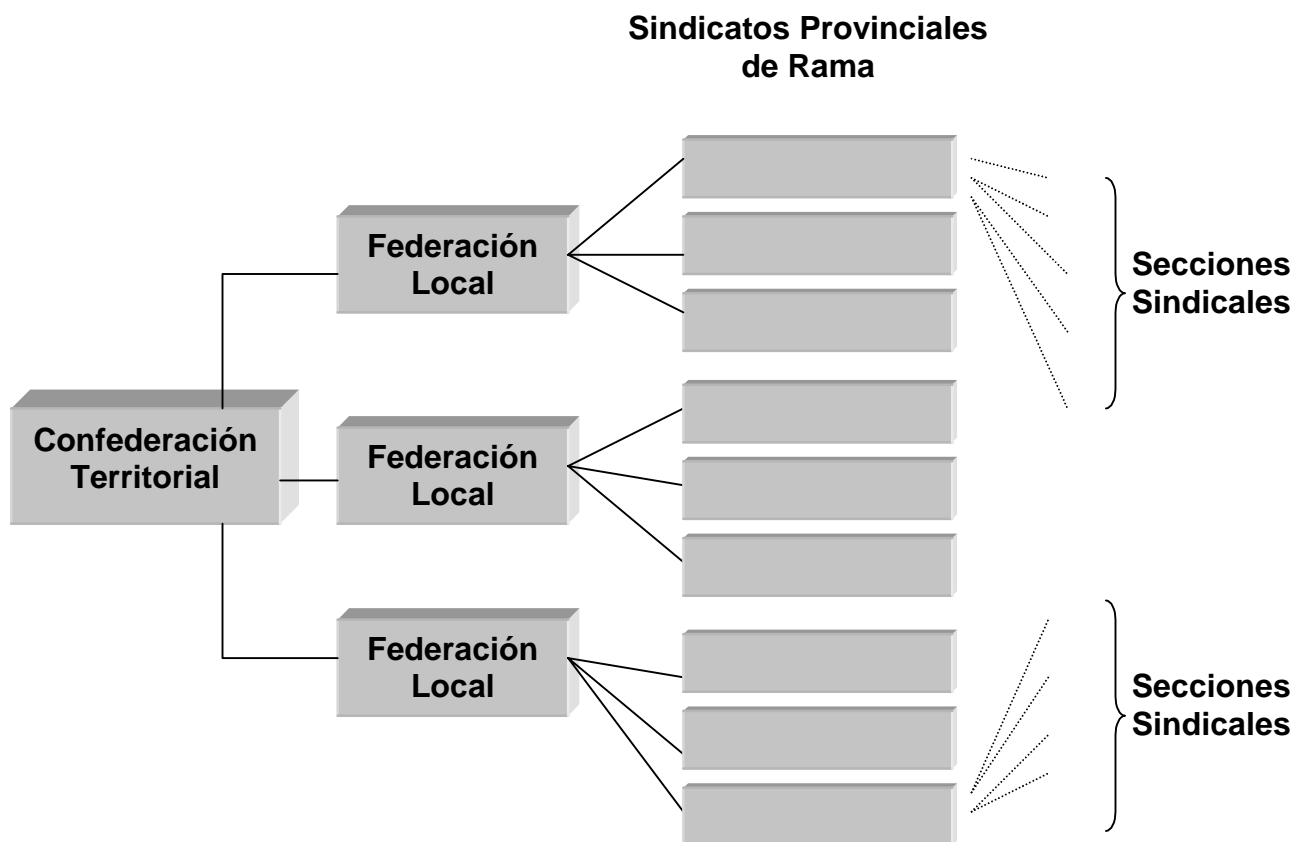 Sindicatos Provinciales
de Rama
Federación
Local
Secciones
Sindicales
Confederación
Territorial
Federación
Local
Federación
Local
Secciones
Sindicales